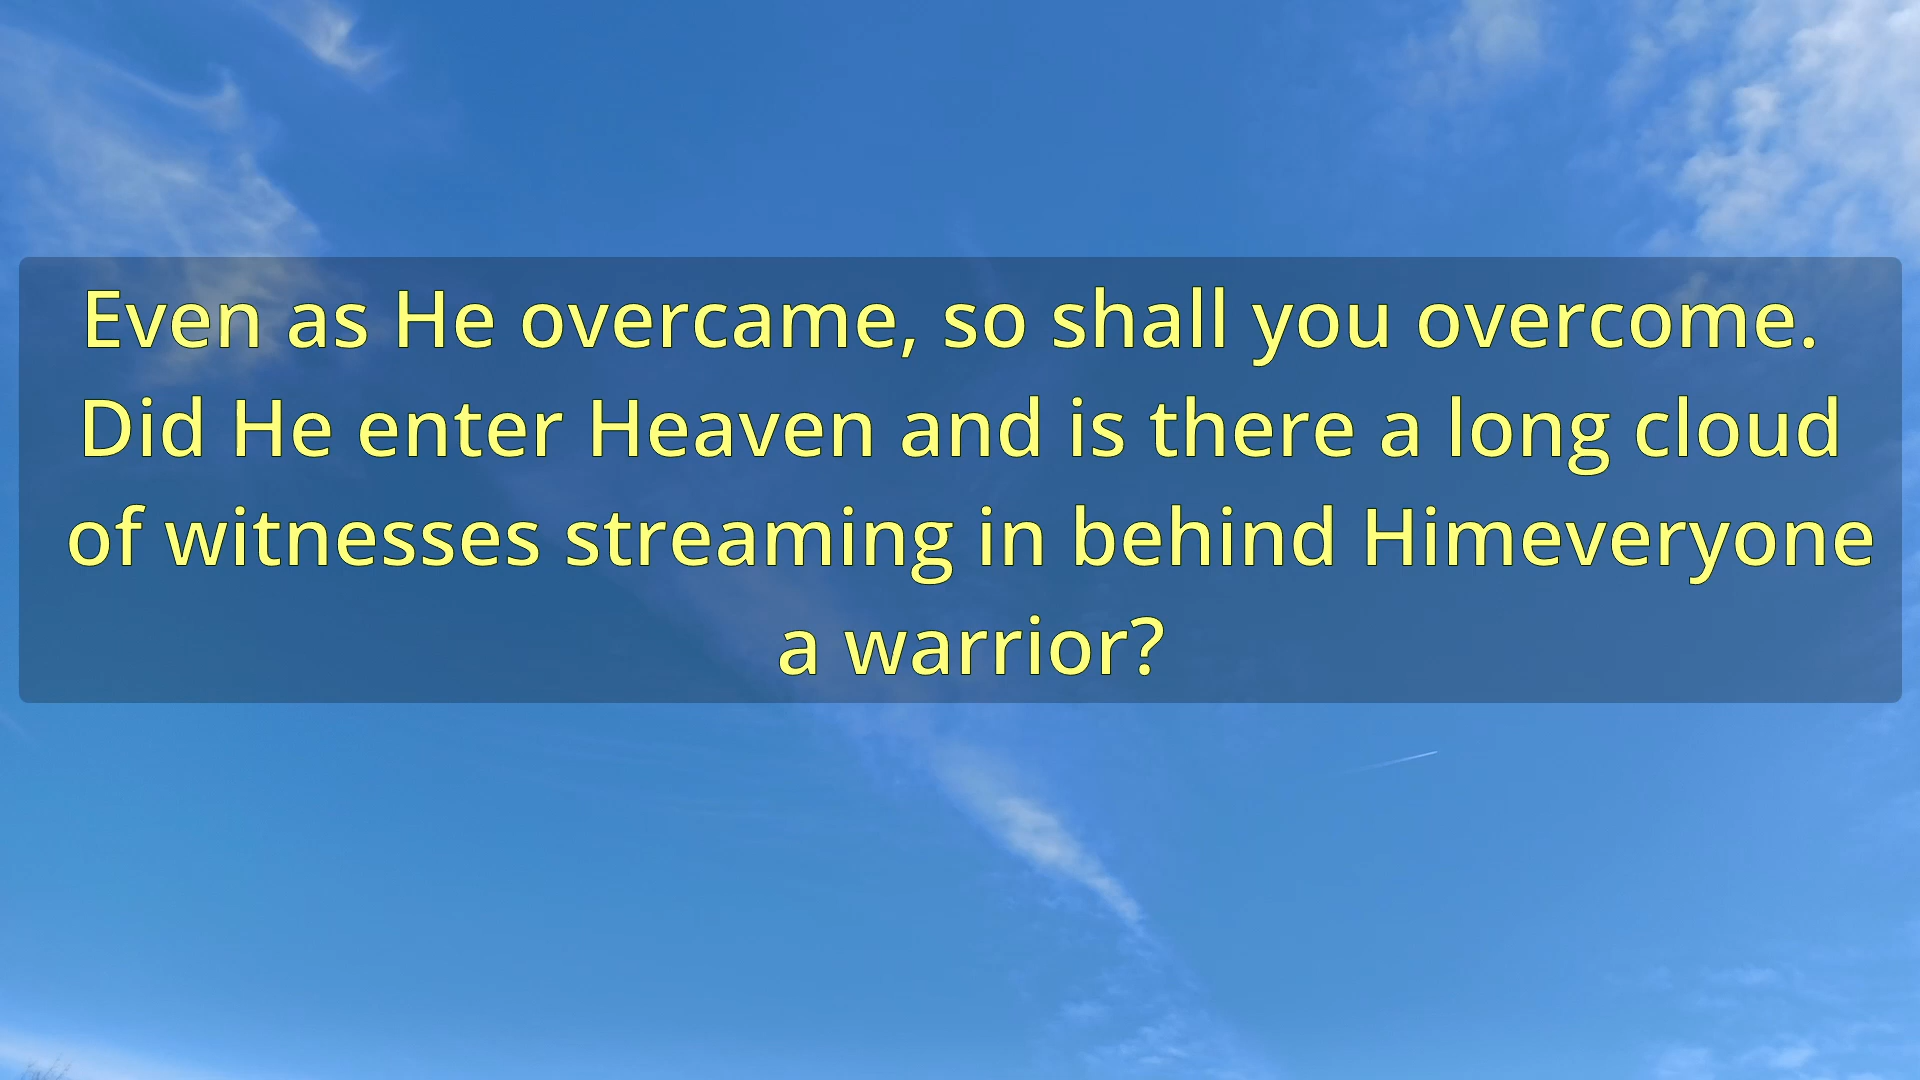 Even as He overcame, so shall you overcome.
Did He enter Heaven and is there a long cloud
of witnesses streaming in behind Himeveryone
a warrior?